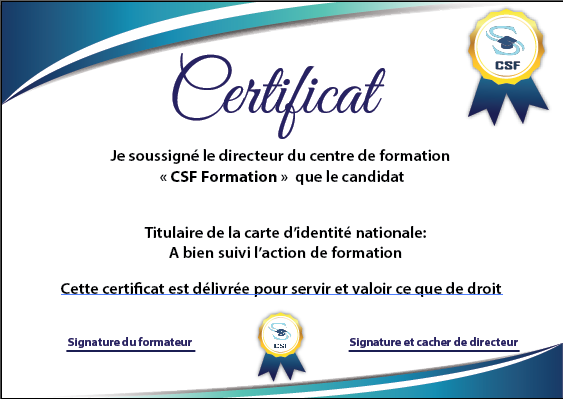 CSF
Certificat
Je soussigné le directeur du centre de formation
« CSF Formation » que le candidat
Titulaire de la carte d’identité nationale:
A bien suivi l’action de formation
Cette certificat est délivrée pour servir et valoir ce que de droit
Signature du formateur
CSF
Signature et cacher de directeur